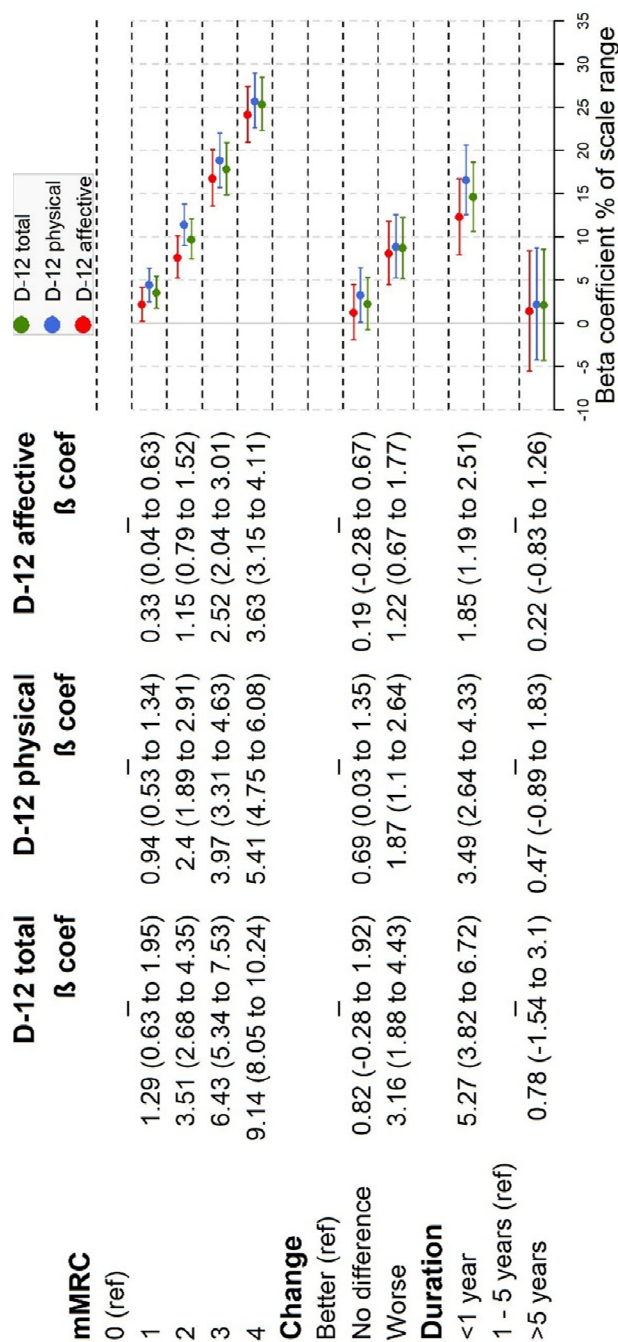 D-12 total
D-12 physical
D-12 affective
D-12 total D-12 physical D-12 affective
ß coef ß coef ß coef
mMRC
0 (ref) – – –
1 1.29 (0.63 to 1.95) 0.94 (0.53 to 1.34) 0.33 (0.04 to 0.63)
2 3.51 (2.68 to 4.35) 2.4 (1.89 to 2.91) 1.15 (0.79 to 1.52)
3 6.43 (5.34 to 7.53) 3.97 (3.31 to 4.63) 2.52 (2.04 to 3.01)
4 9.14 (8.05 to 10.24) 5.41 (4.75 to 6.08) 3.63 (3.15 to 4.11)
Change
Better (ref) – – –
No difference 0.82 (-0.28 to 1.92) 0.69 (0.03 to 1.35) 0.19 (-0.28 to 0.67)
Worse 3.16 (1.88 to 4.43) 1.87 (1.1 to 2.64) 1.22 (0.67 to 1.77)
Duration
<1 year 5.27 (3.82 to 6.72) 3.49 (2.64 to 4.33) 1.85 (1.19 to 2.51)
1 - 5 years (ref) – – –
>5 years 0.78 (-1.54 to 3.1) 0.47 (-0.89 to 1.83) 0.22 (-0.83 to 1.26)
-10 -5 0 5 10 15 20 25 30 35
Beta coefficient % of scale range